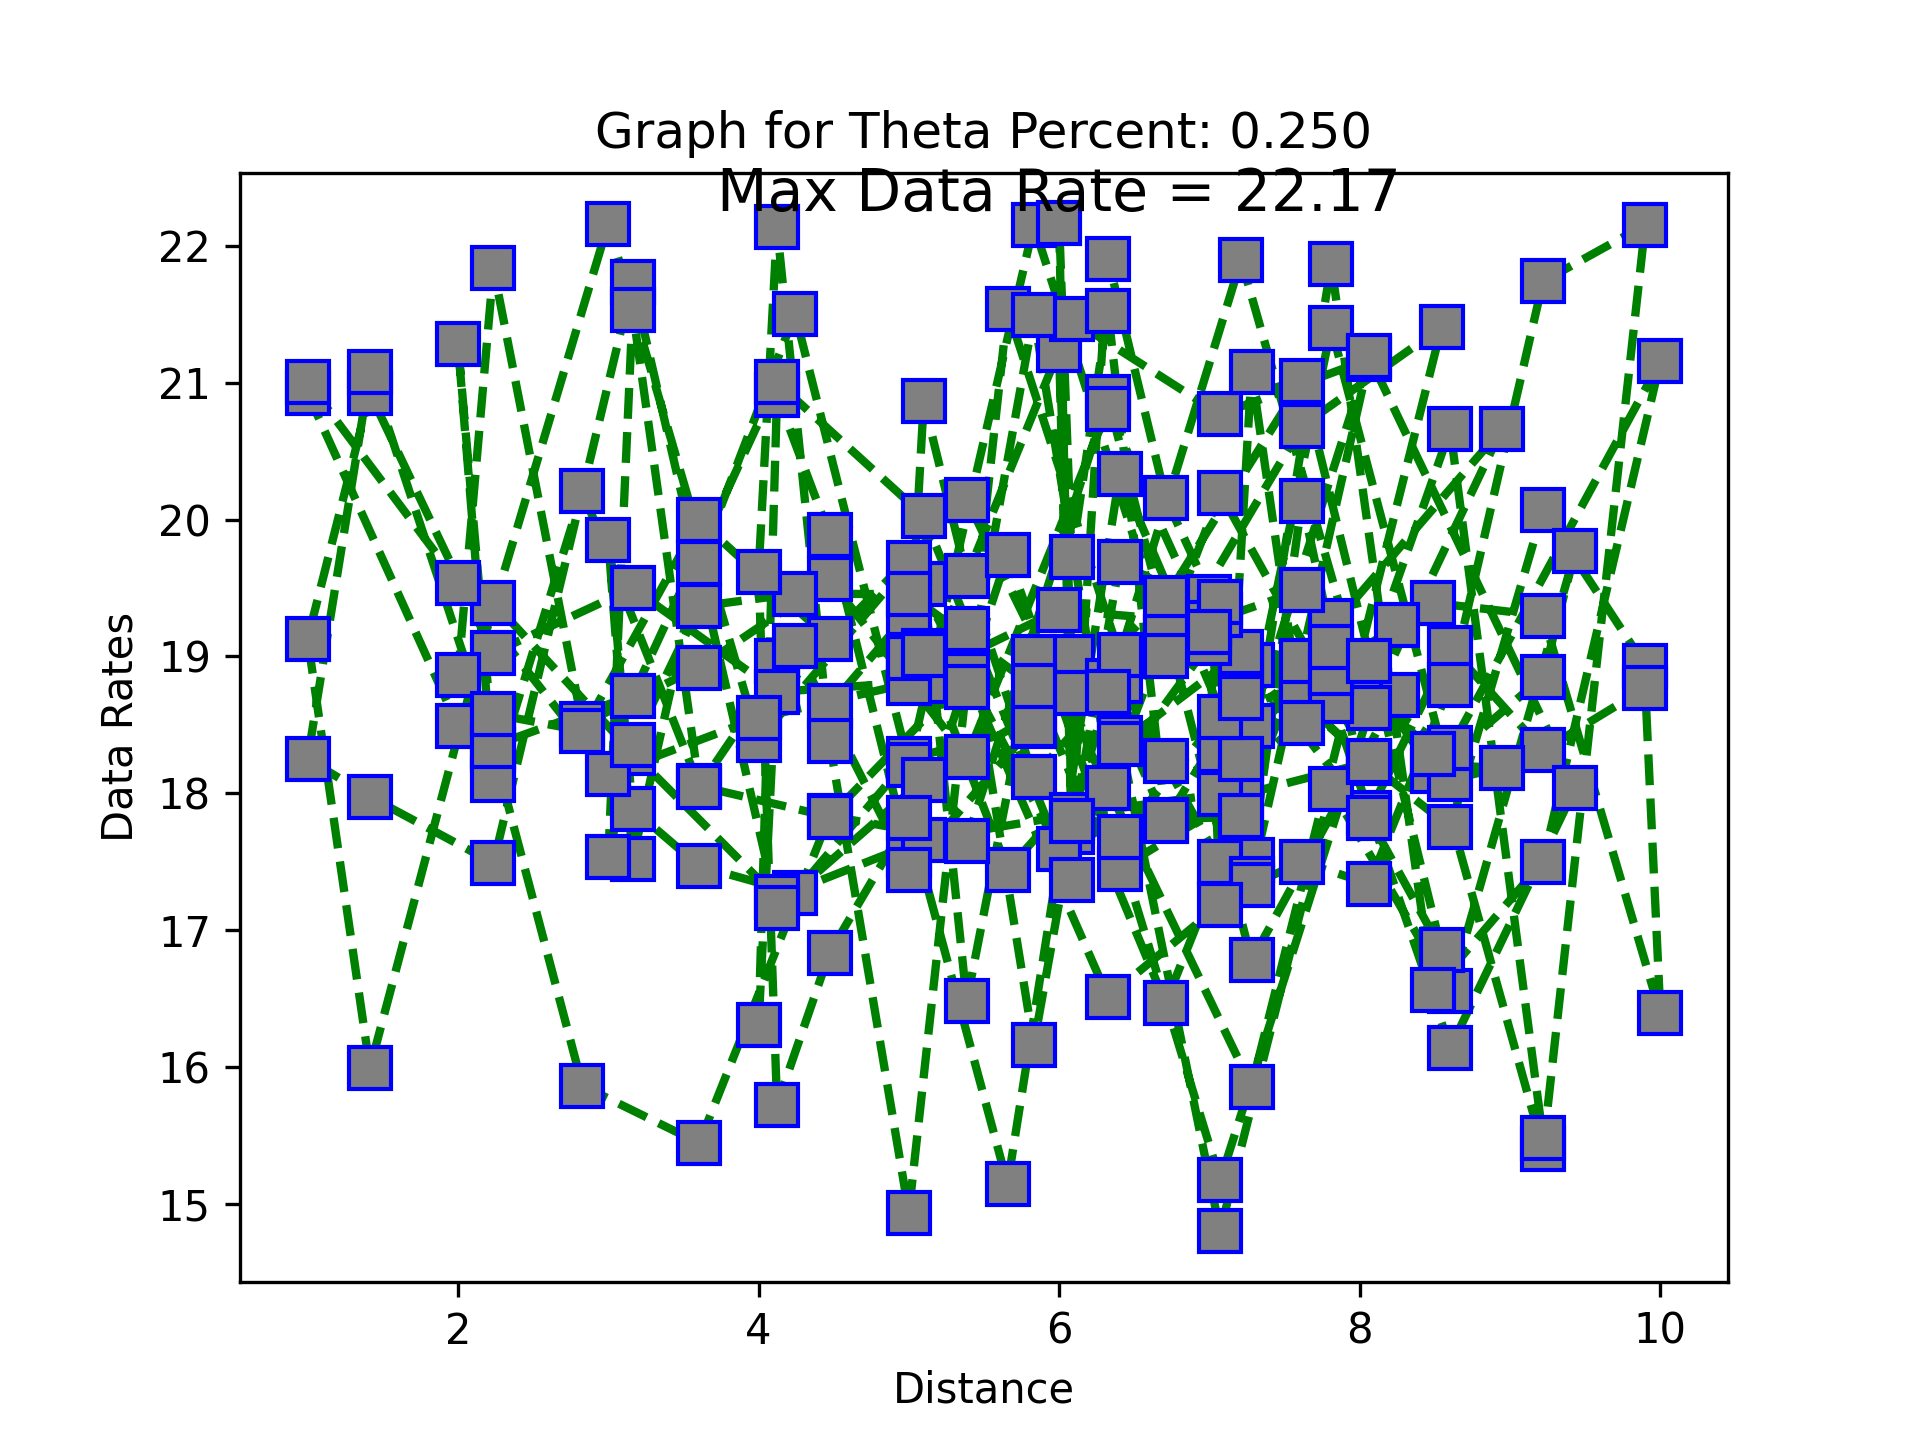 Graph for Theta Percent: 0.250
Max Data Rate = 22.17
22
21
20
19
18
17
16
15
Data Rates
2 4 6 8 10
Distance